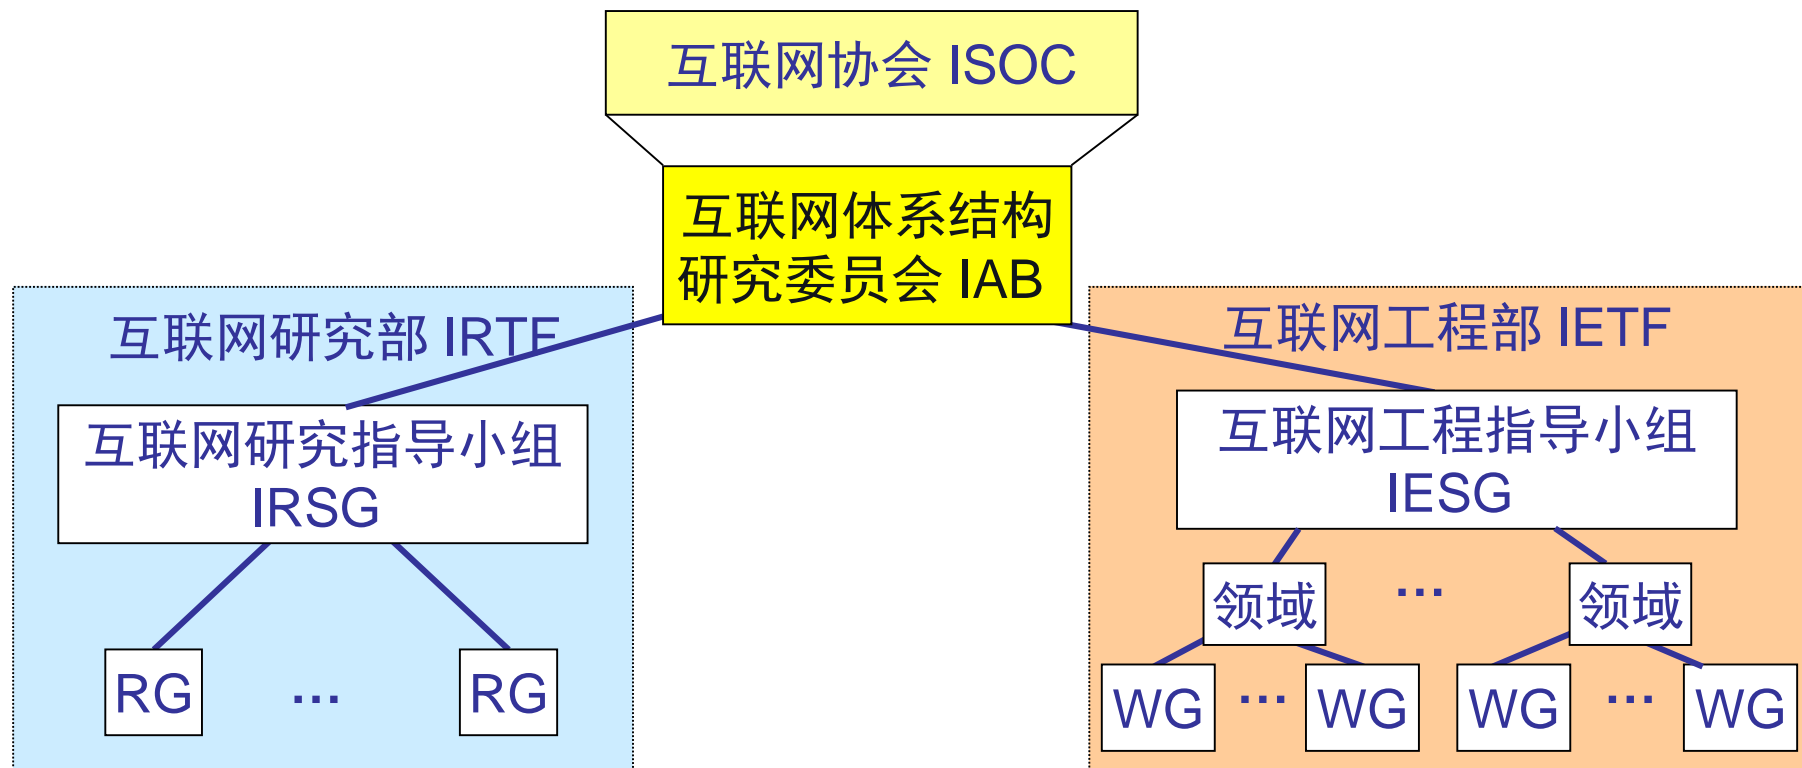 互联网协会 ISOC
互联网体系结构
研究委员会 IAB
互联网研究部 IRTF
互联网研究指导小组
IRSG
RG
…
RG
互联网工程部 IETF
互联网工程指导小组
IESG
领域
…
领域
WG
…
WG
WG
…
WG